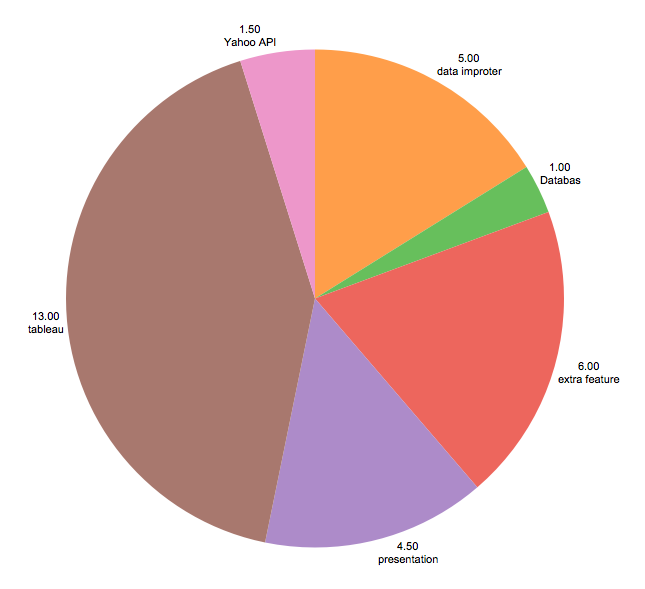 1.50
Yahoo API
5.00
data improter
1.00
Databas
6.00
extra feature
13.00
tableau
4.50
presentation